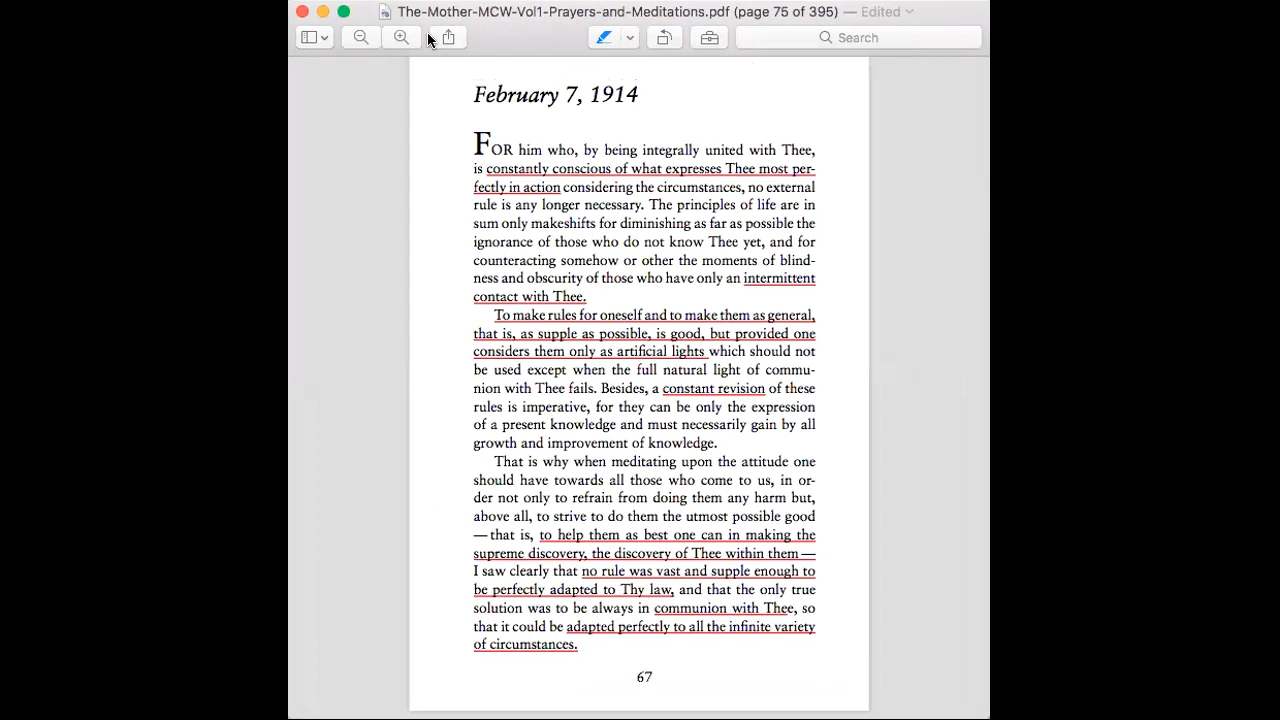 The-Mother-MCW-Vol1-Prayers-and-Meditations.pdf (page 75 of 395) — Edited
Search
February 7, 1914
FOR him who, by being integrally united with Thee,
is constantly conscious of what expresses Thee most per-
fectly in action considering the circumstances, no external
rule is any longer necessary. The principles of life are in
sum only makeshifts for diminishing as far as possible the
ignorance of those who do not know Thee yet, and for
counteracting somehow or other the moments of blind-
ness and obscurity of those who have only an intermittent
contact with Thee.
To make rules for oneself and to make them as general,
that is, as supple as possible, is good, but provided one
considers them only as artificial lights which should not
be used except when the full natural light of commu-
nion with Thee fails. Besides, a constant revision of these
rules is imperative, for they can be only the expression
of a present knowledge and must necessarily gain by all
growth and improvement of knowledge.
That is why when meditating upon the attitude one
should have towards all those who come to us, in or-
der not only to refrain from doing them any harm but,
above all, to strive to do them the utmost possible good
— that is, to help them as best one can in making the
supreme discovery, the discovery of Thee within them —
I saw clearly that no rule was vast and supple enough to
be perfectly adapted to Thy law, and that the only true
solution was to be always in communion with Thee, so
that it could be adapted perfectly to all the infinite variety
of circumstances.
67